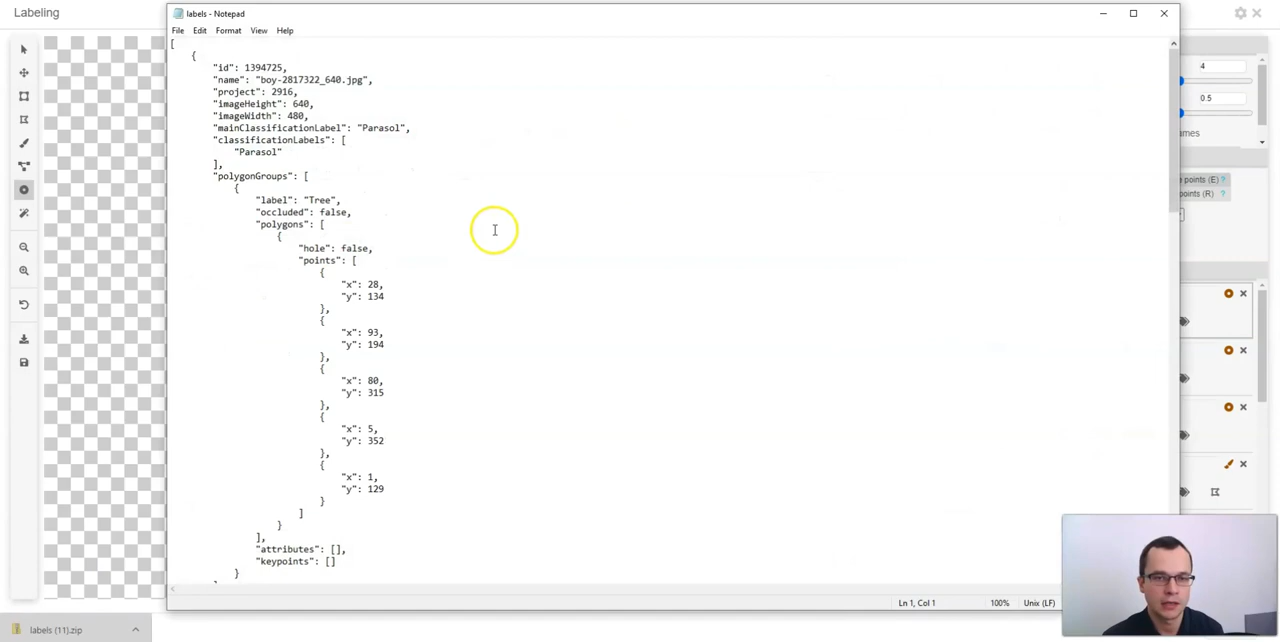 Labeling
labels - Notepad
File Edit Format View Help
[
{
"id": 1394725,
"name": "boy-2817322_640.jpg",
"project": 2916,
"imageHeight": 640,
"imageWidth": 480,
"mainClassificationLabel": "Parasol",
"classificationLabels": [
"Parasol"
],
"polygonGroups": [
{
"label": "Tree",
"occluded": false,
"polygons": [
{
"hole": false,
"points": [
{
"x": 28,
"y": 134
},
{
"x": 93,
"y": 194
},
{
"x": 80,
"y": 315
},
{
"x": 5,
"y": 352
},
{
"x": 1,
"y": 129
}
]
}
],
"attributes": [],
"keypoints": []
}
Ln 1, Col 1 100% Unix (LF)
4
0.5
points (E) ?
points (R) ?
labels (11).zip